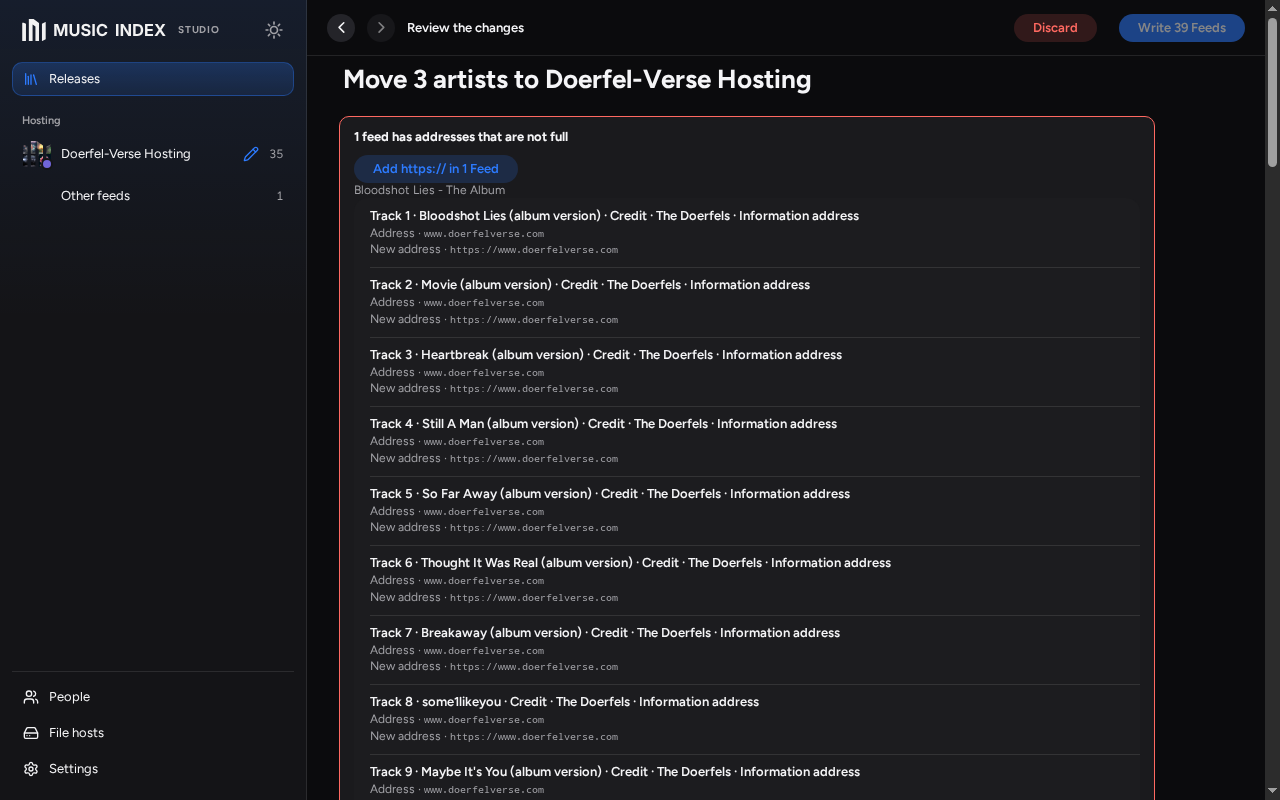 MUSIC INDEX STUDIO
Releases
Hosting
Doerfel-Verse Hosting 35
Other feeds 1
People
File hosts
Settings
Review the changes
Discard
Write 39 Feeds
Move 3 artists to Doerfel-Verse Hosting
1 feed has addresses that are not full
Add https:// in 1 Feed
Bloodshot Lies - The Album
Track 1 · Bloodshot Lies (album version) · Credit · The Doerfels · Information address
Address · www.doerfelverse.com
New address · https://www.doerfelverse.com
Track 2 · Movie (album version) · Credit · The Doerfels · Information address
Address · www.doerfelverse.com
New address · https://www.doerfelverse.com
Track 3 · Heartbreak (album version) · Credit · The Doerfels · Information address
Address · www.doerfelverse.com
New address · https://www.doerfelverse.com
Track 4 · Still A Man (album version) · Credit · The Doerfels · Information address
Address · www.doerfelverse.com
New address · https://www.doerfelverse.com
Track 5 · So Far Away (album version) · Credit · The Doerfels · Information address
Address · www.doerfelverse.com
New address · https://www.doerfelverse.com
Track 6 · Thought It Was Real (album version) · Credit · The Doerfels · Information address
Address · www.doerfelverse.com
New address · https://www.doerfelverse.com
Track 7 · Breakaway (album version) · Credit · The Doerfels · Information address
Address · www.doerfelverse.com
New address · https://www.doerfelverse.com
Track 8 · some1likeyou · Credit · The Doerfels · Information address
Address · www.doerfelverse.com
New address · https://www.doerfelverse.com
Track 9 · Maybe It's You (album version) · Credit · The Doerfels · Information address
Address · www.doerfelverse.com